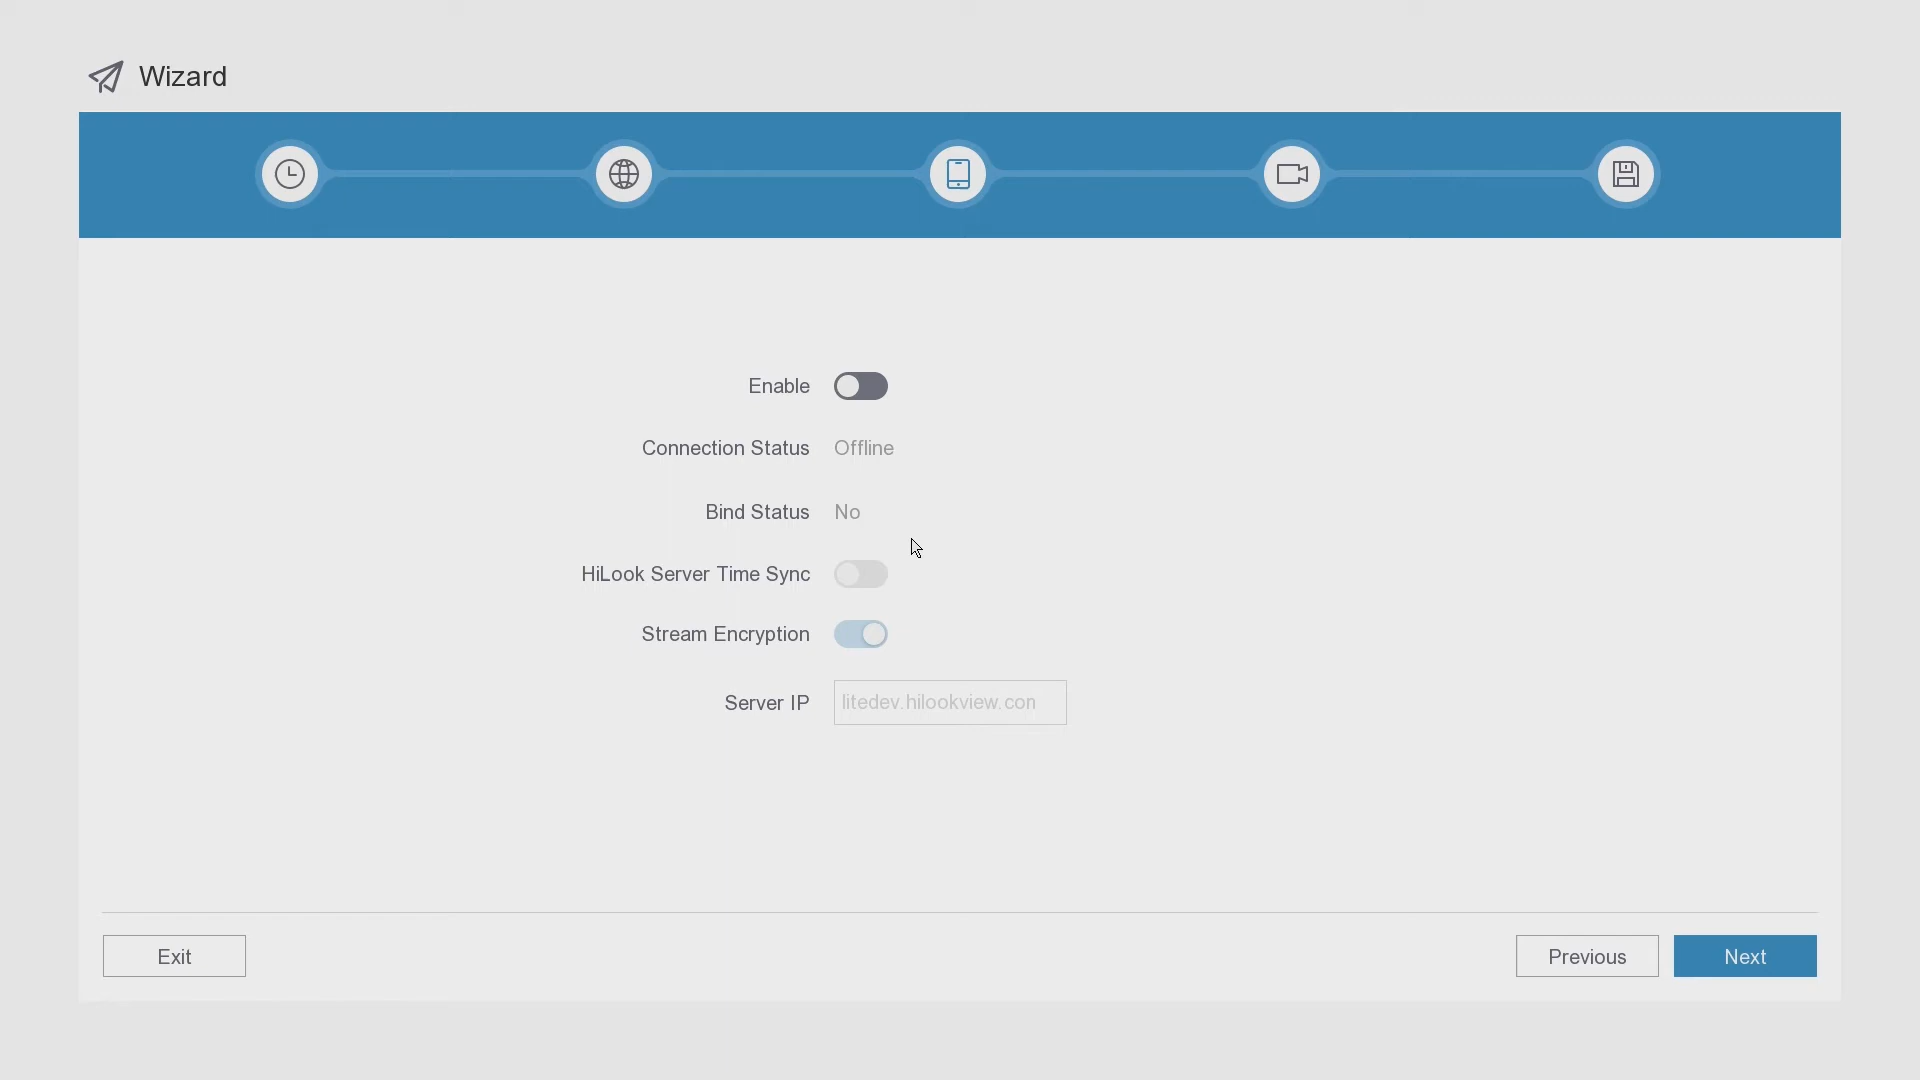 Wizard
Enable
Connection Status Offline
Bind Status No
HiLook Server Time Sync
Stream Encryption
Server IP litedev.hilookview.con
Exit Previous Next